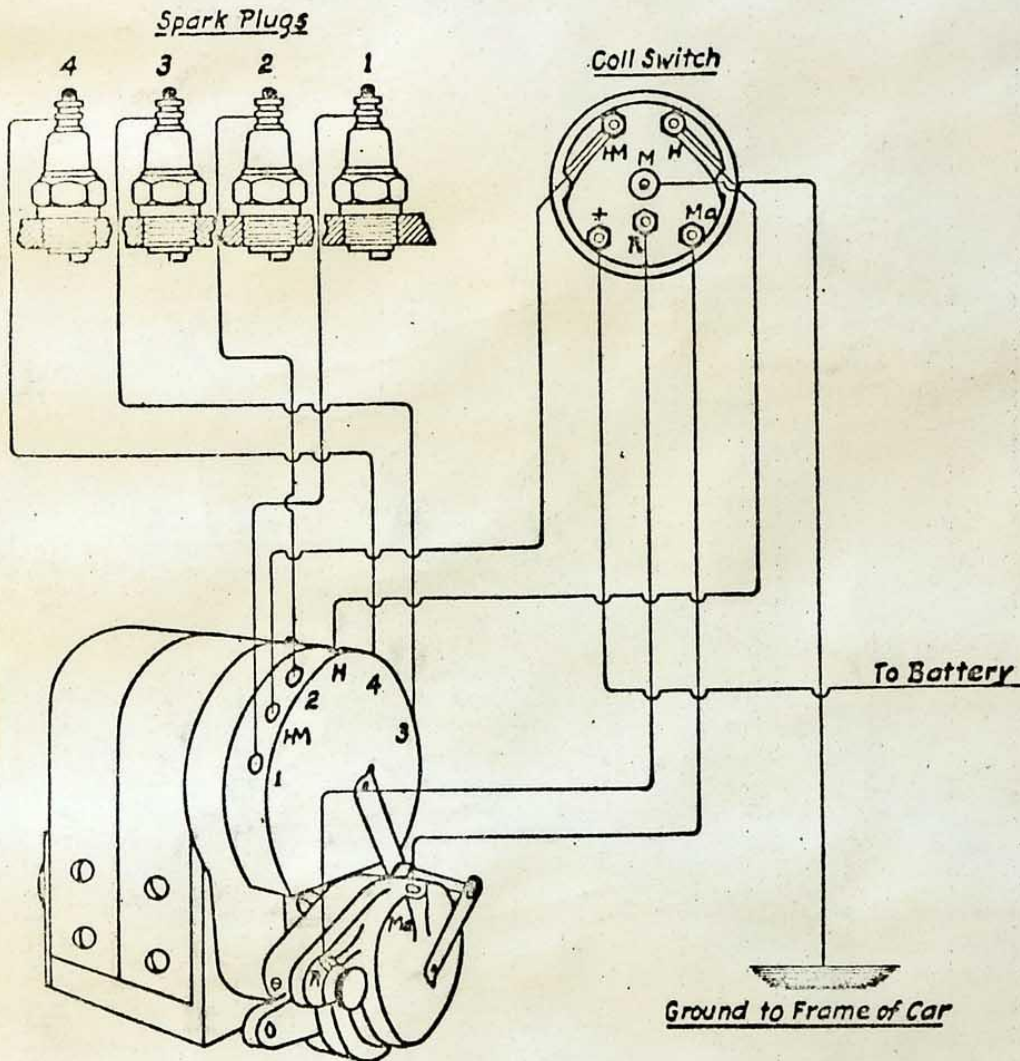 Spark Plugs
4 3 2 1
Coil Switch
HM H
M
+ Ma
H 4
2
3
HM
1
To Battery
Ma
Ground to Frame of Car